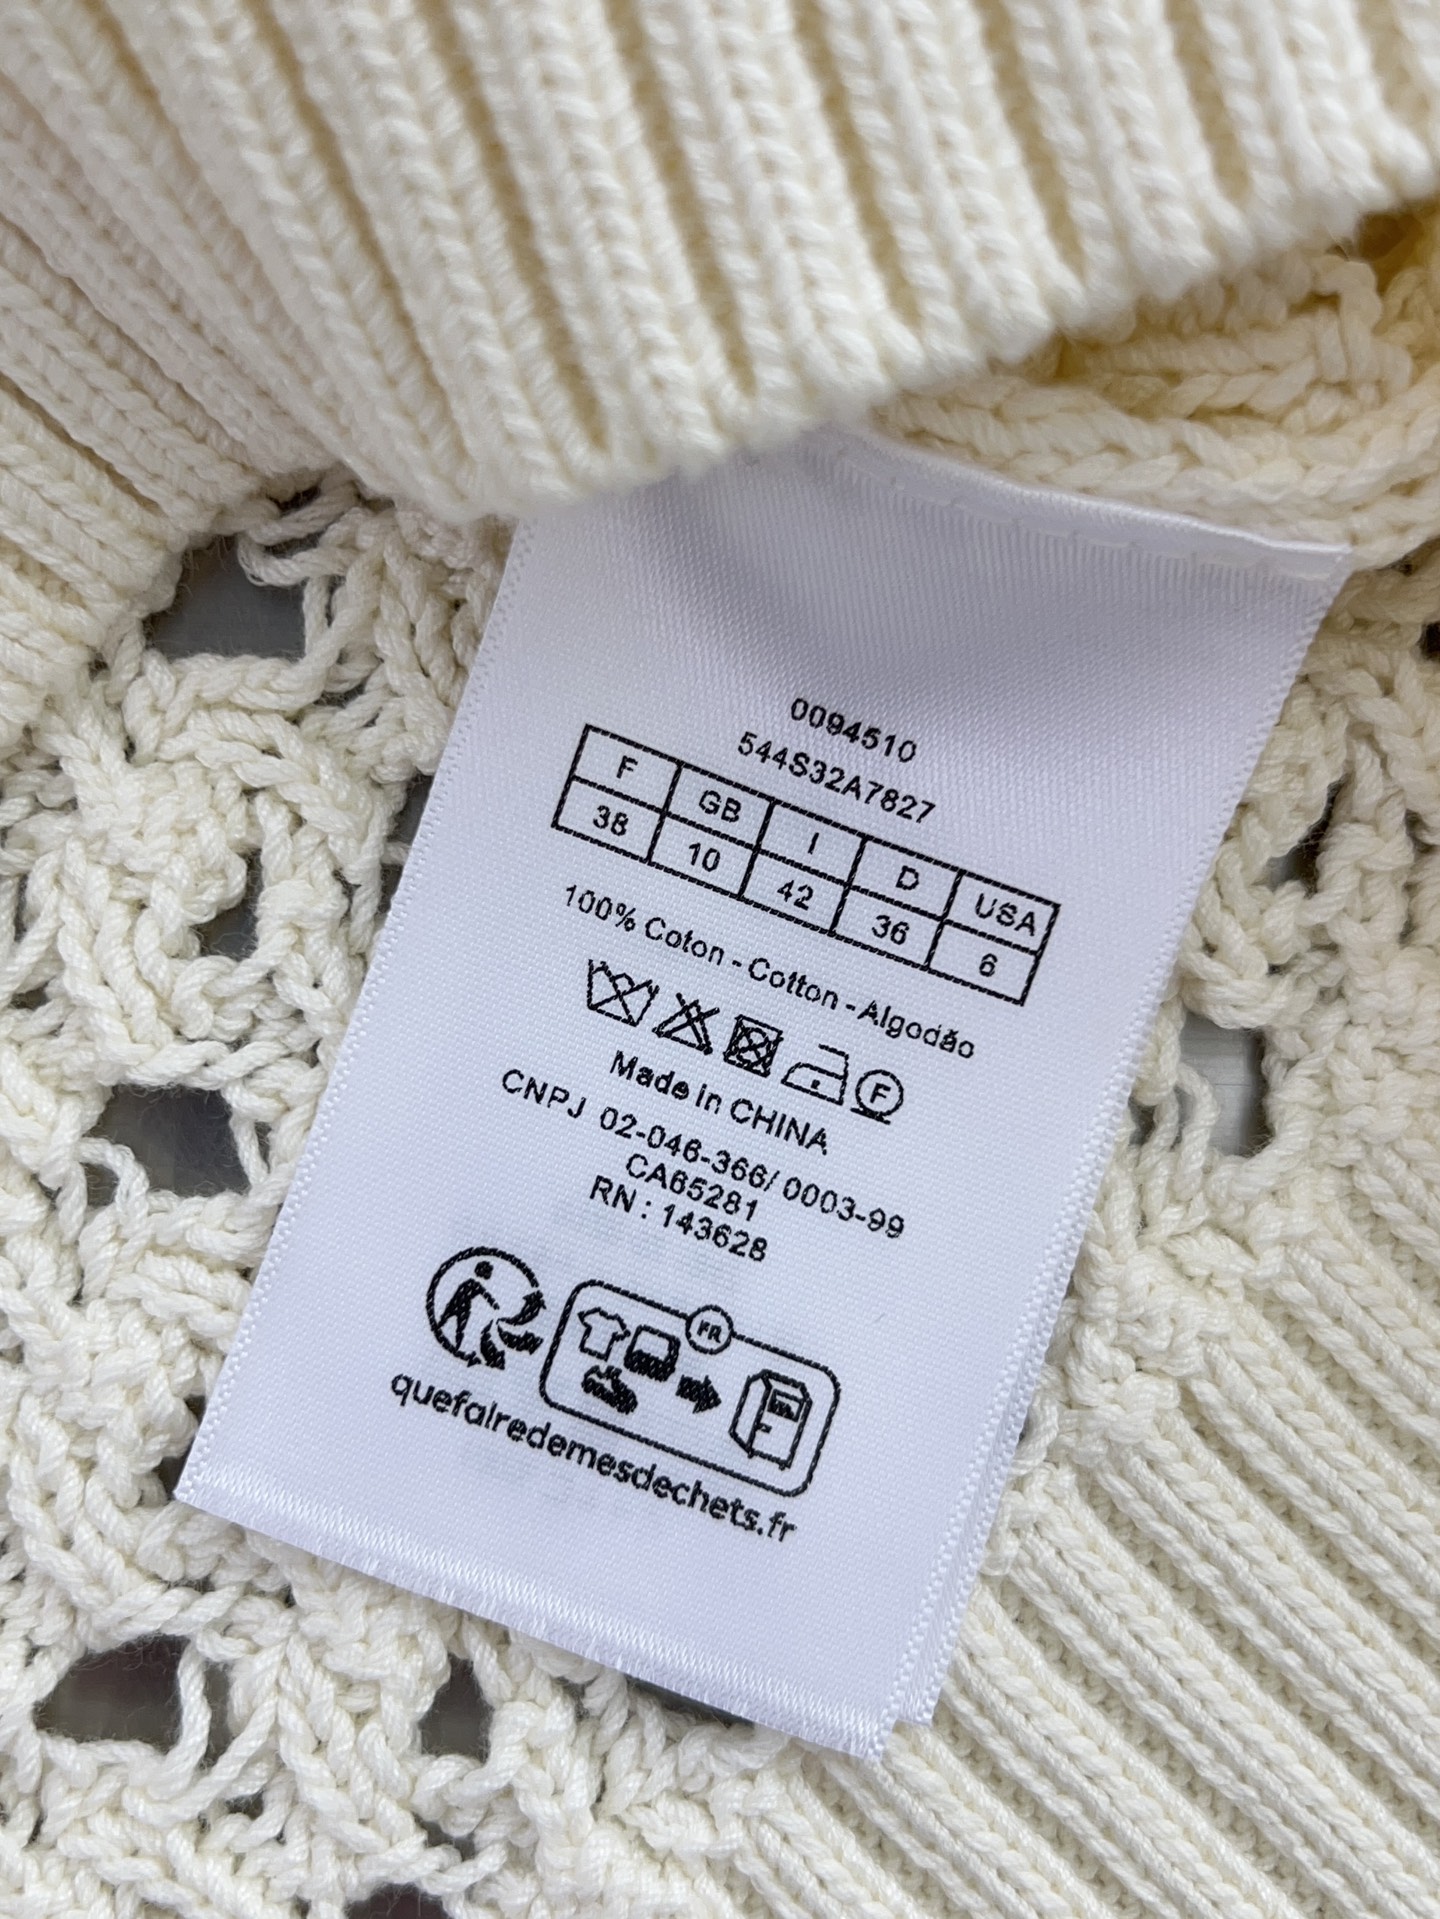 0094510
544S32A7827
F GB I D USA
38 10 42 36 6
100% Coton - Cotton - Algodão
F
Made in CHINA
CNPJ 02-046-366/ 0003-99
CA65281
RN : 143628
FR
quefairedemesdechets.fr